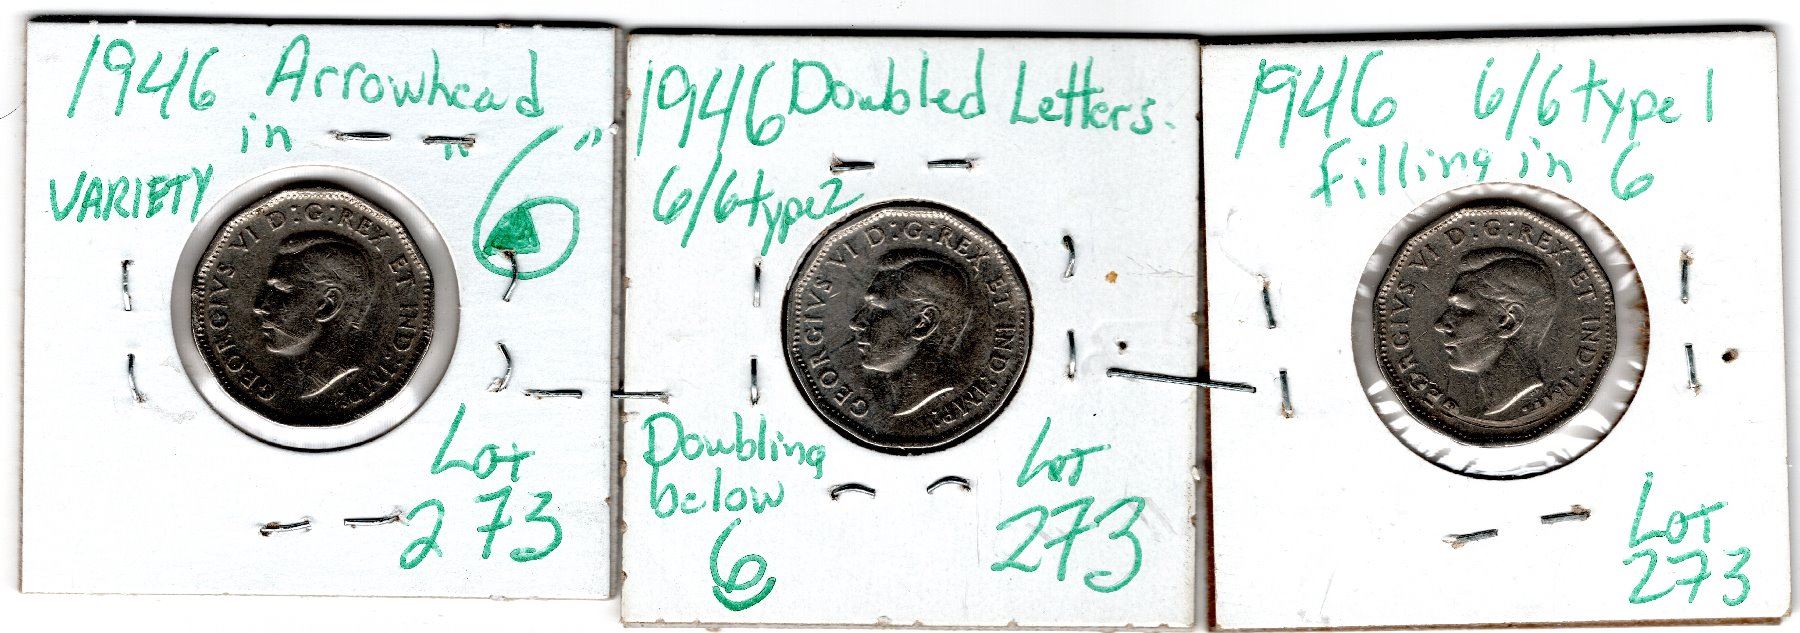 1946 Arrowhead
in "6"
VARIETY
GEORGIVS VI D:G:REX ET IND:IMP:
Lot
273
1946 Doubled Letters.
6/6 type 2
GEORGIVS VI D:G:REX ET IND:IMP:
Doubling
below
6
Lot
273
1946 6/6 type 1
filling in 6
GEORGIVS VI D:G:REX ET IND:IMP:
Lot
273